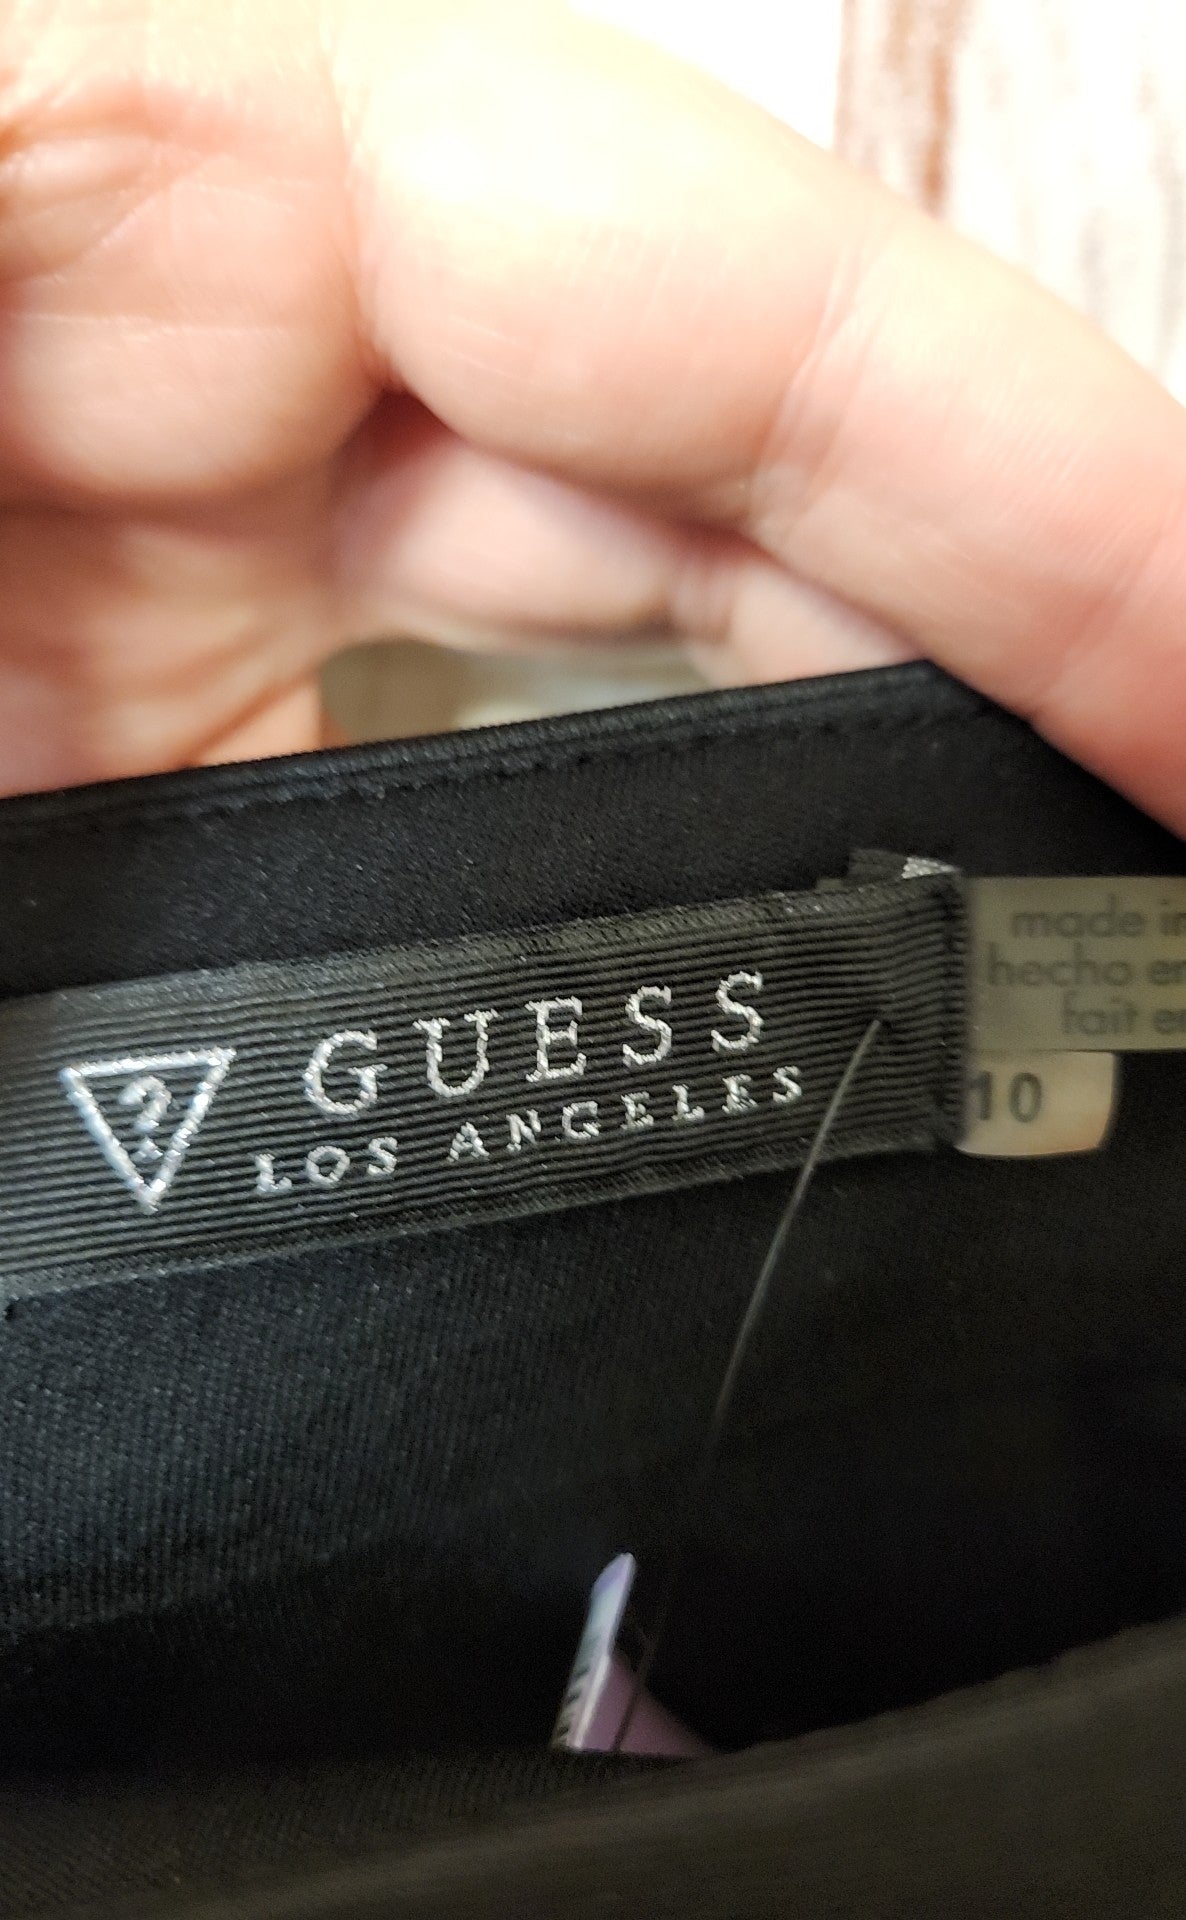 ?
GUESS
LOS ANGELES
made in
hecho en
fait en
10